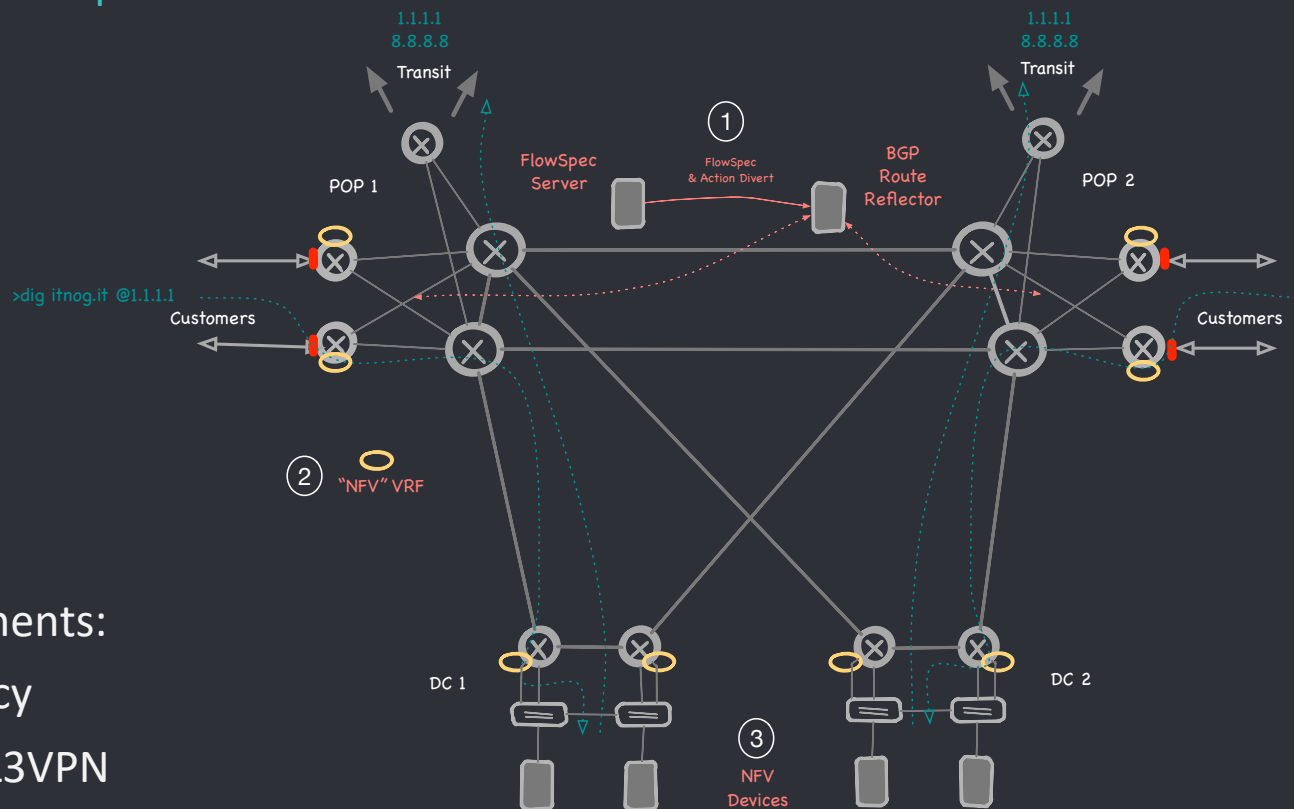 1.1.1.1
8.8.8.8
Transit
1.1.1.1
8.8.8.8
Transit
1
FlowSpec
Server
FlowSpec
& Action Divert
BGP
Route
Reflector
POP 1
POP 2
>dig itnog.it @1.1.1.1
Customers
Customers
2
"NFV" VRF
DC 1
DC 2
3
NFV
Devices
nents:
cy
L3VPN